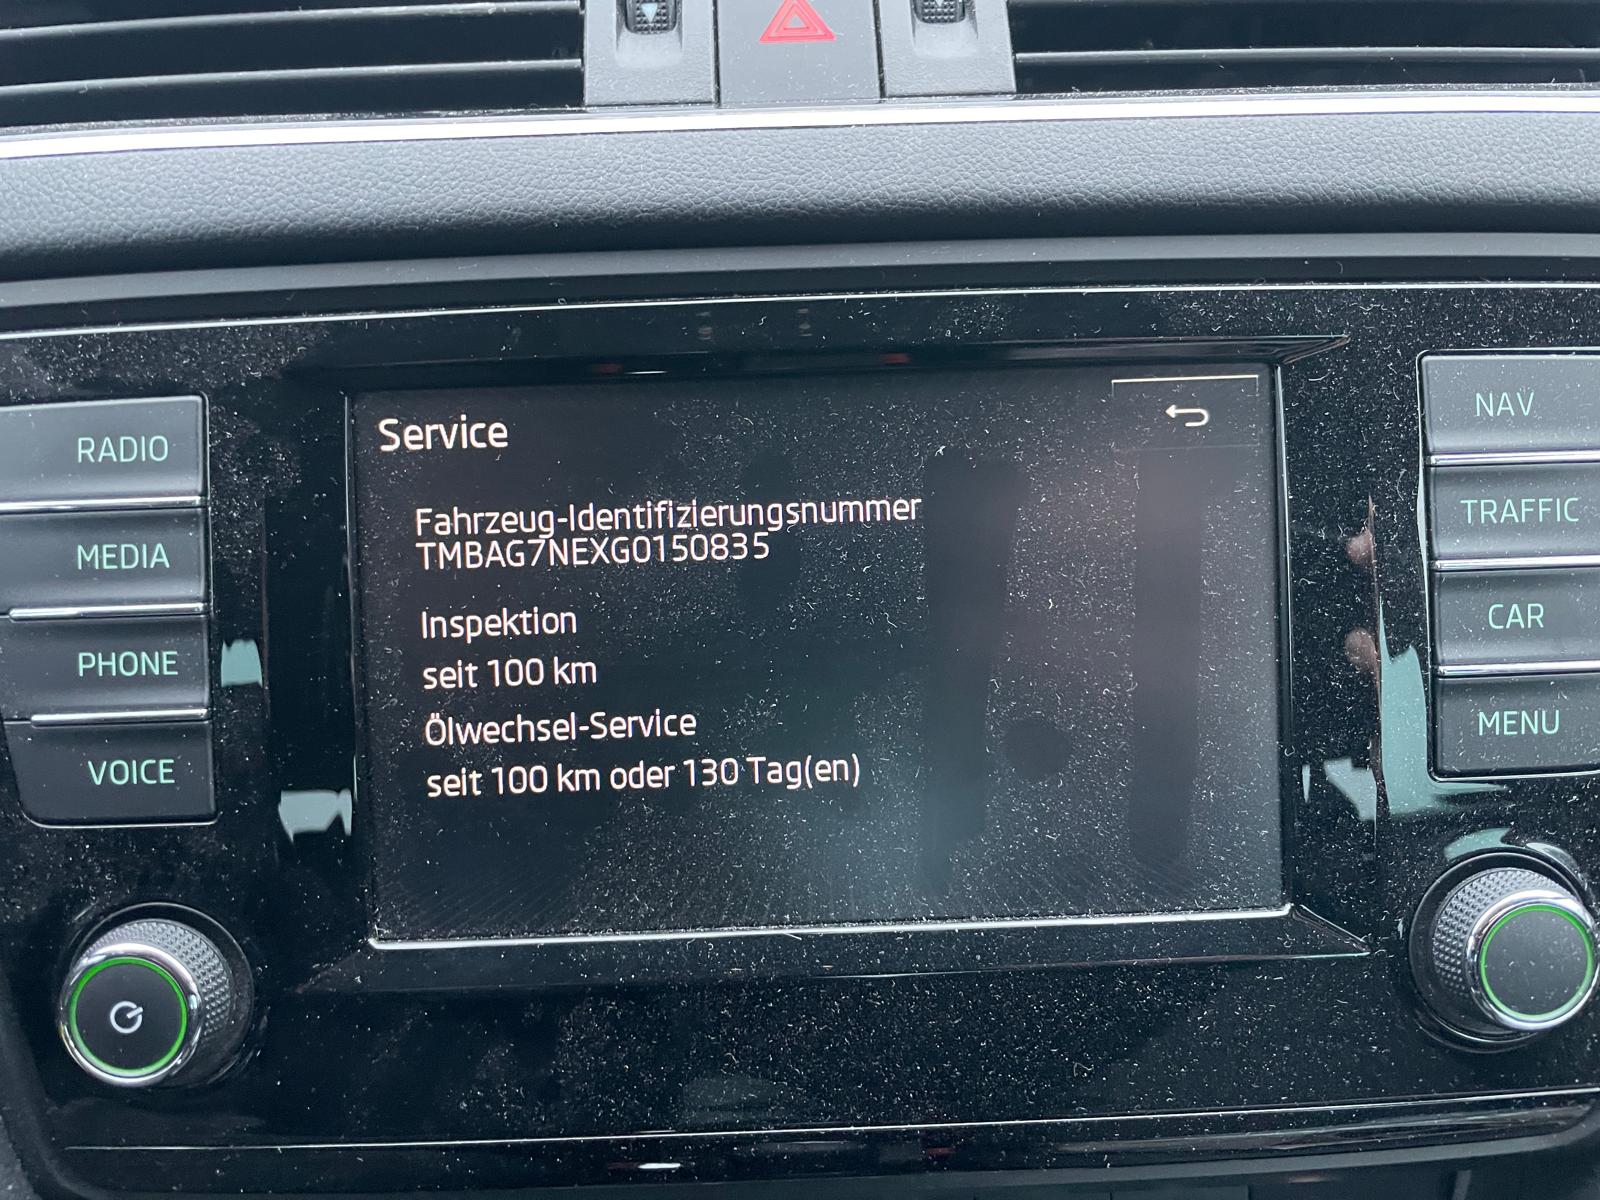 Service
Fahrzeug-Identifizierungsnummer
TMBAG7NEXG0150835
Inspektion
seit 100 km
Ölwechsel-Service
seit 100 km oder 130 Tag(en)
RADIO
MEDIA
PHONE
VOICE
NAV
TRAFFIC
CAR
MENU